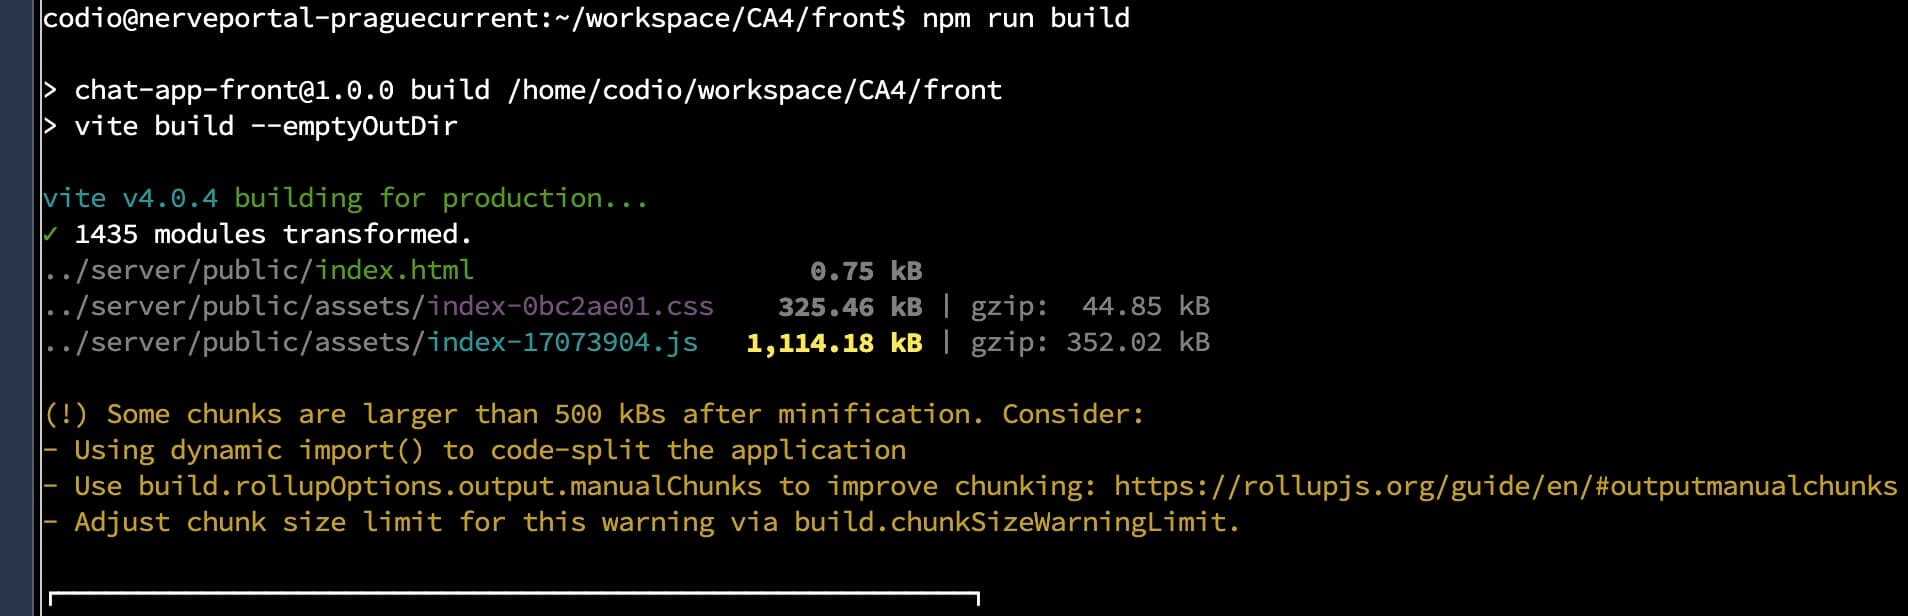 codio@nerveportal-praguecurrent:~/workspace/CA4/front$ npm run build
> chat-app-front@1.0.0 build /home/codio/workspace/CA4/front
> vite build --emptyOutDir
vite v4.0.4 building for production...
✓ 1435 modules transformed.
../server/public/index.html 0.75 kB
../server/public/assets/index-0bc2ae01.css 325.46 kB | gzip: 44.85 kB
../server/public/assets/index-17073904.js 1,114.18 kB | gzip: 352.02 kB
(!) Some chunks are larger than 500 kBs after minification. Consider:
- Using dynamic import() to code-split the application
- Use build.rollupOptions.output.manualChunks to improve chunking: https://rollupjs.org/guide/en/#outputmanualchunks
- Adjust chunk size limit for this warning via build.chunkSizeWarningLimit.